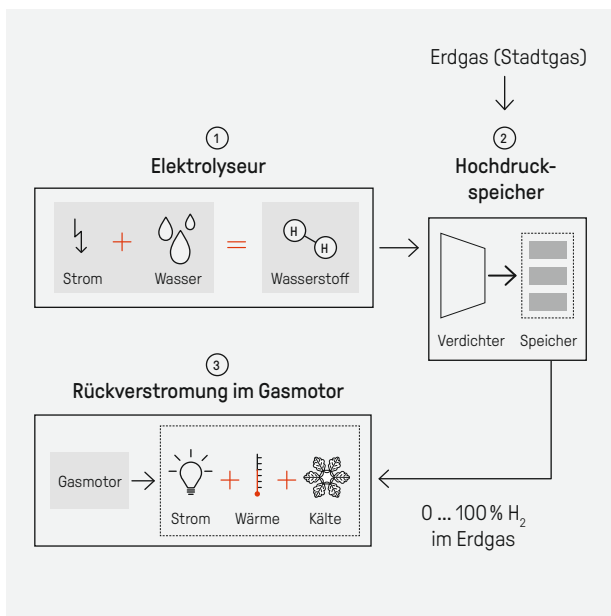 Erdgas (Stadtgas)
1
Elektrolyseur
2
Hochdruck-
speicher
+ =
H H
Strom Wasser Wasserstoff
Verdichter Speicher
3
Rückverstromung im Gasmotor
Gasmotor
+ +
Strom Wärme Kälte
0 ... 100 % H₂
im Erdgas